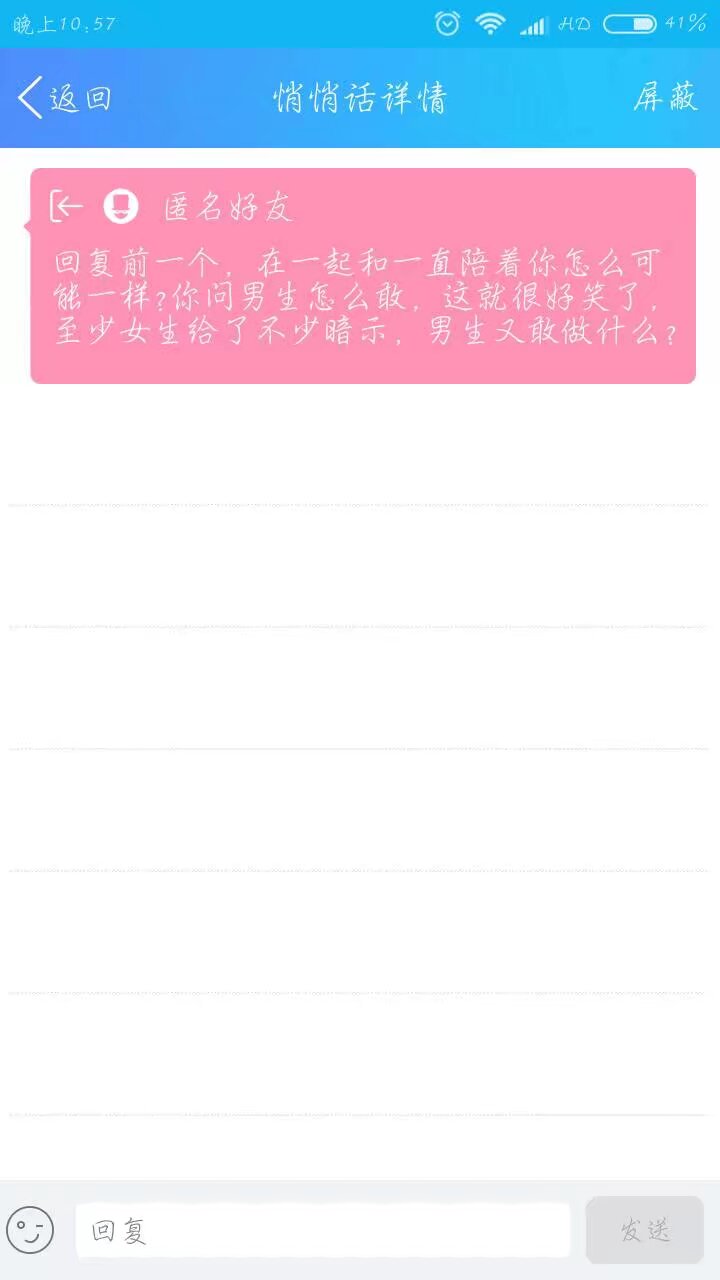 晚上10:57 HD 41%
返回 悄悄话详情 屏蔽
匿名好友
回复前一个，在一起和一直陪着你怎么可
能一样?你问男生怎么敢，这就很好笑了，
至少女生给了不少暗示，男生又敢做什么?
回复 发送